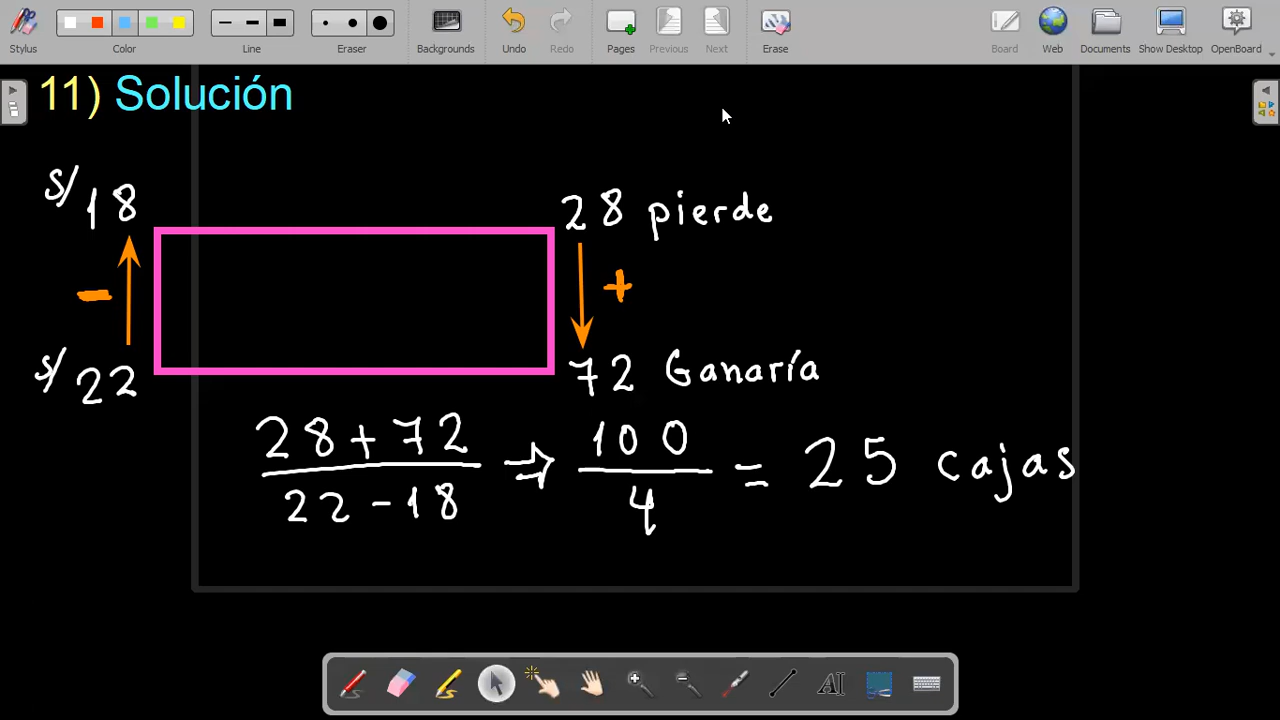 Stylus Color Line Eraser Backgrounds Undo Redo Pages Previous Next Erase Board Web Documents Show Desktop OpenBoard
11) Solución
S/18 28 pierde
- +
S/22 72 Ganaría
28+72 ⇒ 100 = 25 cajas
22-18 4
AI